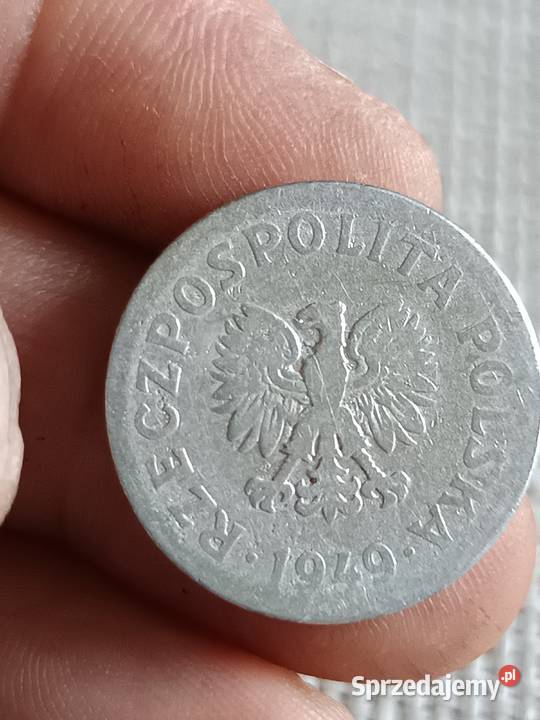 RZECZPOSPOLITA POLSKA
· 1949 ·
Sprzedajemy.pl